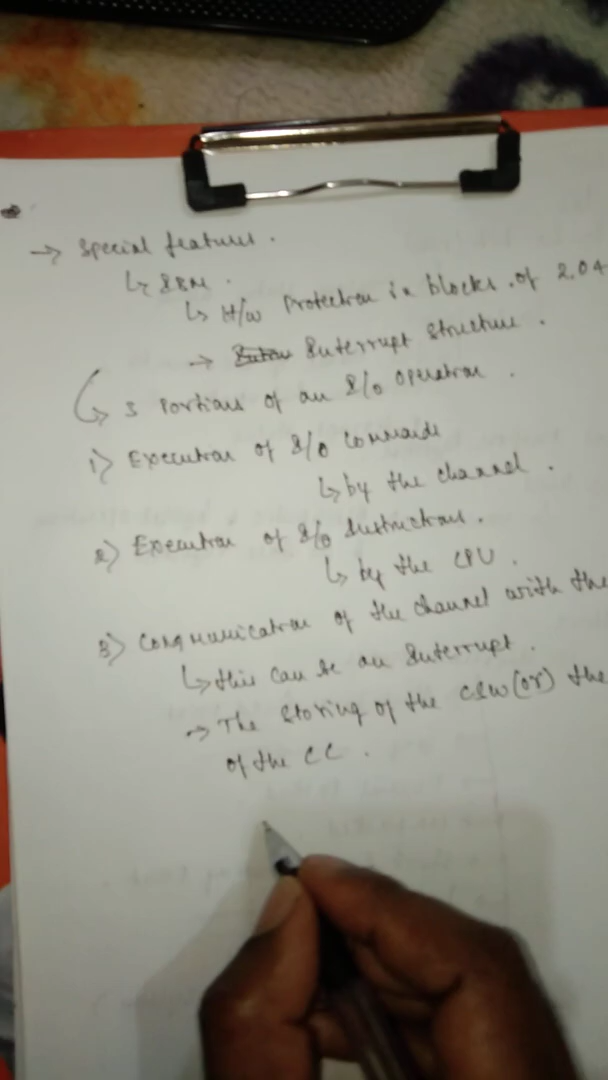 → Special features.
↳ IBM.
↳ H/w Protection in blocks of 2,04
→ Interrupt structure.
3 Portions of an I/O operation.
1) Execution of I/O commands
↳ by the channel.
2) Execution of I/O Instructions.
↳ by the CPU.
3) Communication of the channel with the
↳ this can be an Interrupt.
→ The storing of the CSW (or) the
of the CC.